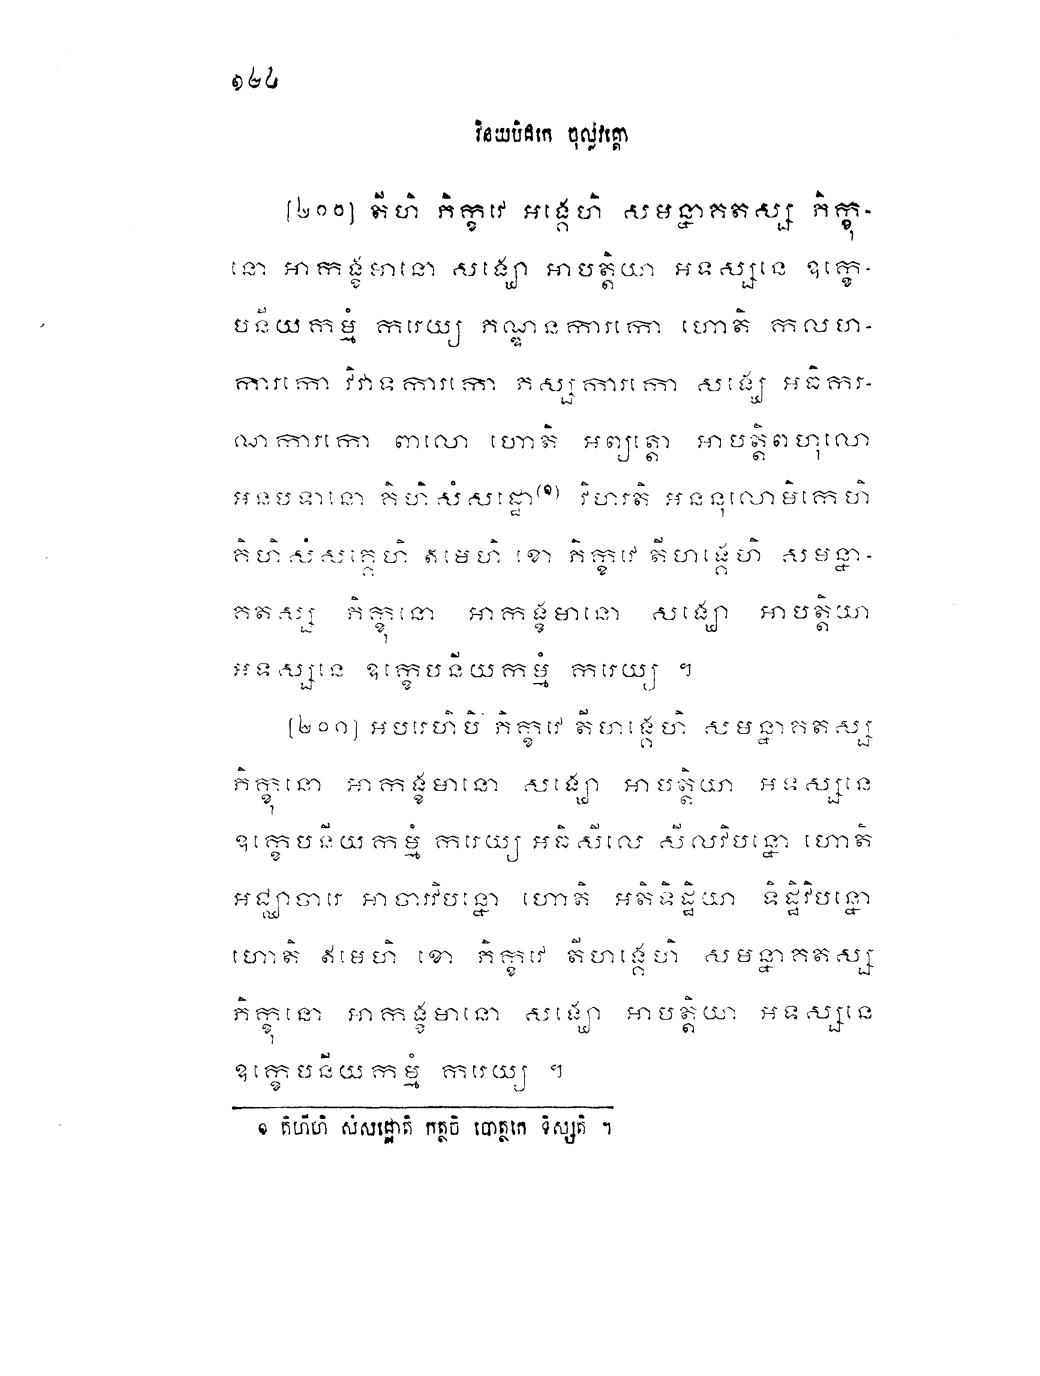 ១៤៤
វិនយបិដកេ ចុល្លវគ្គោ
[២០០] តីហិ ភិក្ខវេ អង្គេហិ សមន្នាគតស្ស ភិក្ខុ-
នោ អាកង្ខមានោ សង្ឃោ អាបត្តិយា អទស្សនេ ឧក្ខេ-
បនីយកម្មំ ករេយ្យ ភណ្ឌនការកោ ហោតិ កលហ-
ការកោ វិវាទការកោ ភស្សការកោ សង្ឃេ អធិករ-
ណការកោ ពាលោ ហោតិ អព្យត្តោ អាបត្តិពហុលោ
អនបទានោ គិហិសំសដ្ឋោ(១) វិហរតិ អននុលោមិកេហិ
គិហិសំសគ្គេហិ ឥមេហិ ខោ ភិក្ខវេ តីហង្គេហិ សមន្នា-
គតស្ស ភិក្ខុនោ អាកង្ខមានោ សង្ឃោ អាបត្តិយា
អទស្សនេ ឧក្ខេបនីយកម្មំ ករេយ្យ ។
[២០១] អបរេហិបិ ភិក្ខវេ តីហង្គេហិ សមន្នាគតស្ស
ភិក្ខុនោ អាកង្ខមានោ សង្ឃោ អាបត្តិយា អទស្សនេ
ឧក្ខេបនីយកម្មំ ករេយ្យ អធិសីលេ សីលវិបន្នោ ហោតិ
អជ្ឈាចារេ អាចារវិបន្នោ ហោតិ អតិទិដ្ឋិយា ទិដ្ឋិវិបន្នោ
ហោតិ ឥមេហិ ខោ ភិក្ខវេ តីហង្គេហិ សមន្នាគតស្ស
ភិក្ខុនោ អាកង្ខមានោ សង្ឃោ អាបត្តិយា អទស្សនេ
ឧក្ខេបនីយកម្មំ ករេយ្យ ។
១ គិហីហិ សំសដ្ឋោតិ កត្ថចិ បោត្ថកេ ទិស្សតិ ។